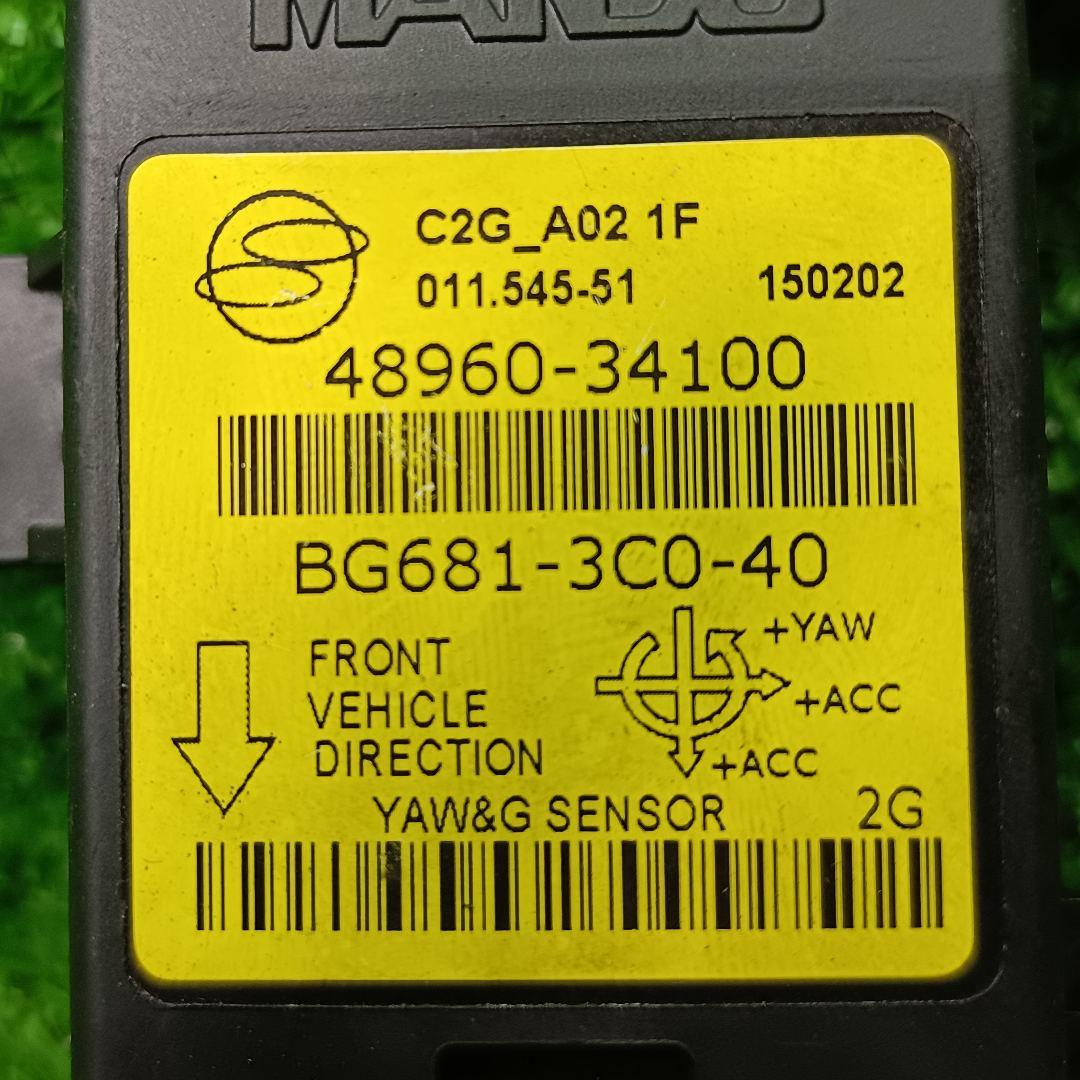 MANDO
C2G_A02 1F
011.545-51 150202
48960-34100
BG681-3C0-40
FRONT
VEHICLE
DIRECTION
+YAW
+ACC
+ACC
YAW&G SENSOR 2G